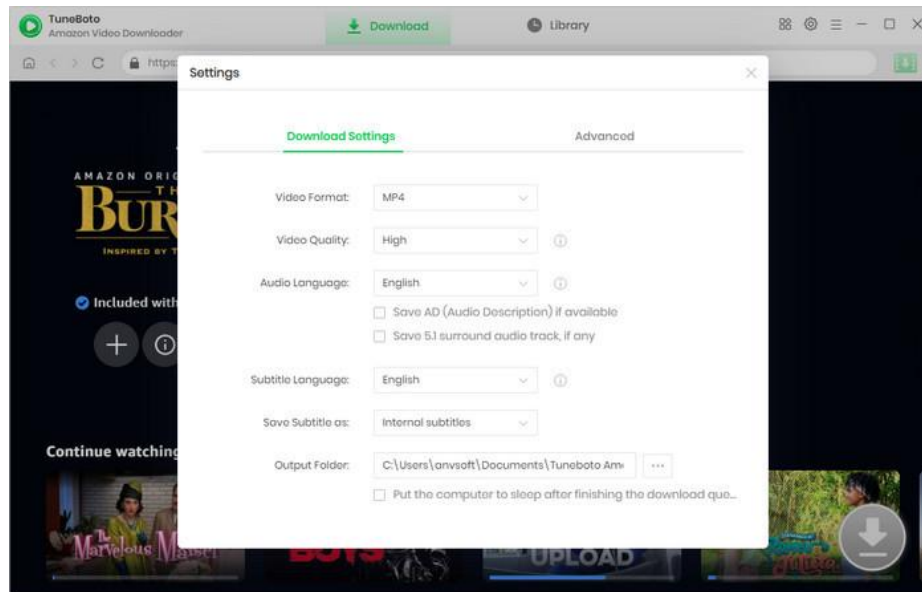 TuneBoto
Amazon Video Downloader
Download
Library
https:
Settings
Download Settings
Advanced
AMAZON ORIG
TH
BUR
INSPIRED BY T
Included with
Video Format:
MP4
Video Quality:
High
Audio Language:
English
Save AD (Audio Description) if available
Save 5.1 surround audio track, if any
Subtitle Language:
English
Save Subtitle as:
Internal subtitles
Output Folder:
C:\Users\anvsoft\Documents\Tuneboto Am
Put the computer to sleep after finishing the download que...
Continue watching
The
Marvelous
BOYS
UPLOAD